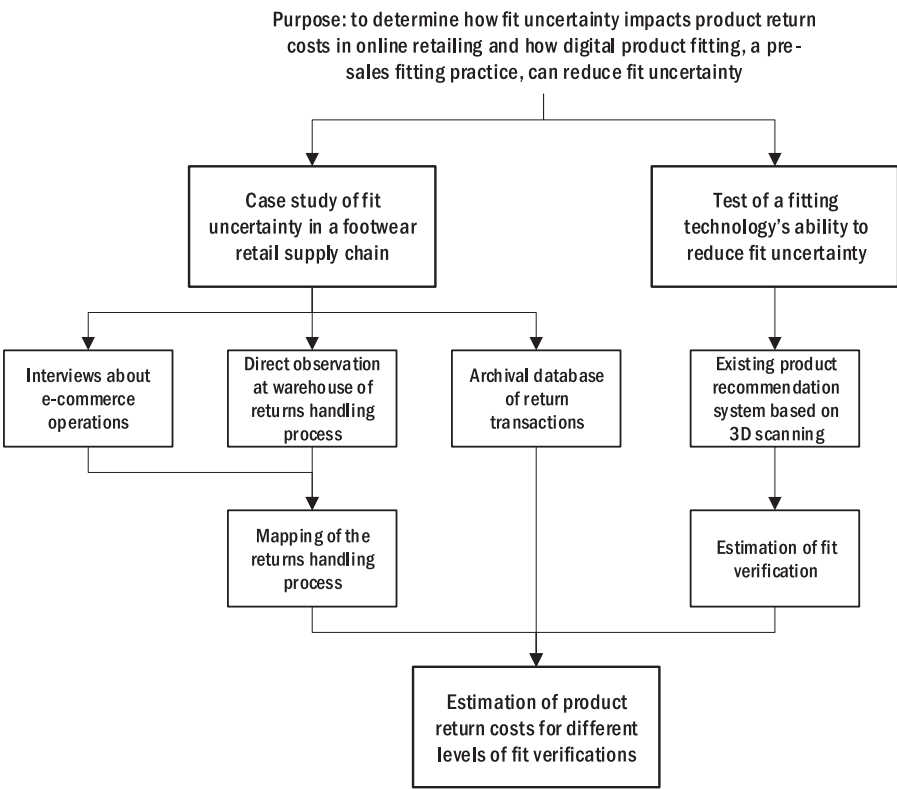 Purpose: to determine how fit uncertainty impacts product return
costs in online retailing and how digital product fitting, a pre-
sales fitting practice, can reduce fit uncertainty
Case study of fit
uncertainty in a footwear
retail supply chain
Test of a fitting
technology's ability to
reduce fit uncertainty
Interviews about
e-commerce
operations
Direct observation
at warehouse of
returns handling
process
Archival database
of return
transactions
Existing product
recommendation
system based on
3D scanning
Mapping of the
returns handling
process
Estimation of fit
verification
Estimation of product
return costs for different
levels of fit verifications